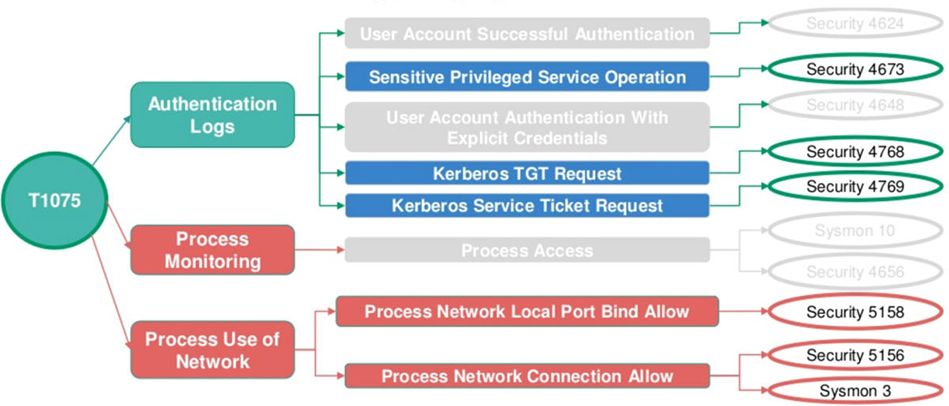 User Account Successful Authentication
Security 4624
Authentication
Logs
Sensitive Privileged Service Operation
Security 4673
User Account Authentication With
Explicit Credentials
Security 4648
Kerberos TGT Request
Security 4768
Kerberos Service Ticket Request
Security 4769
T1075
Process
Monitoring
Process Access
Sysmon 10
Security 4656
Process Use of
Network
Process Network Local Port Bind Allow
Security 5158
Process Network Connection Allow
Security 5156
Sysmon 3